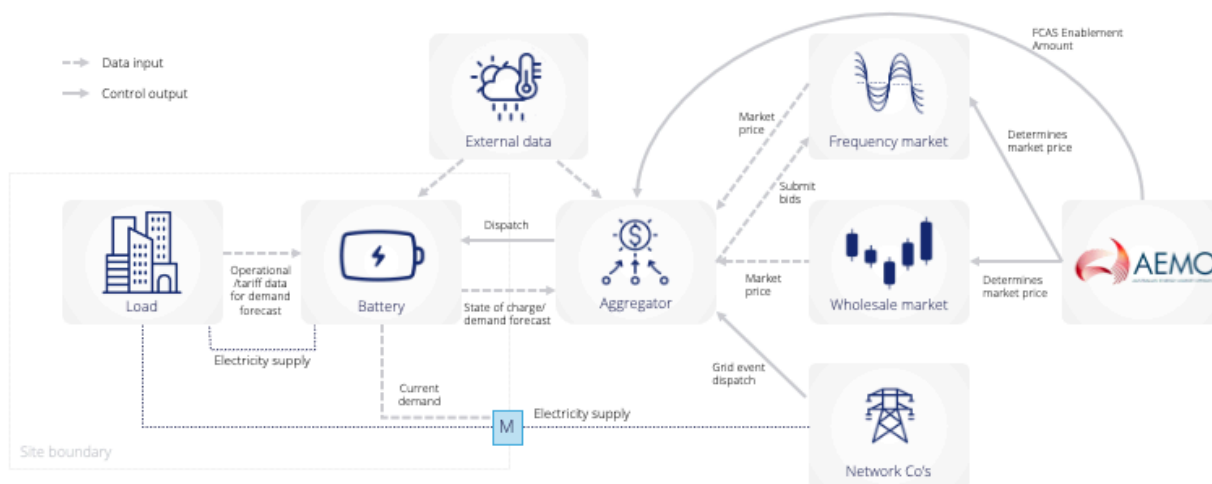 FCAS Enablement
Amount
Data input
Control output
External data
Market
price
Frequency market
Determines
market price
Submit
bids
Dispatch
Load
Operational
/tariff data
for demand
forecast
Battery
State of charge/
demand forecast
$
Aggregator
Market
price
Wholesale market
Determines
market price
AEMO
Electricity supply
Grid event
dispatch
Current
demand
M
Electricity supply
Site boundary
Network Co's